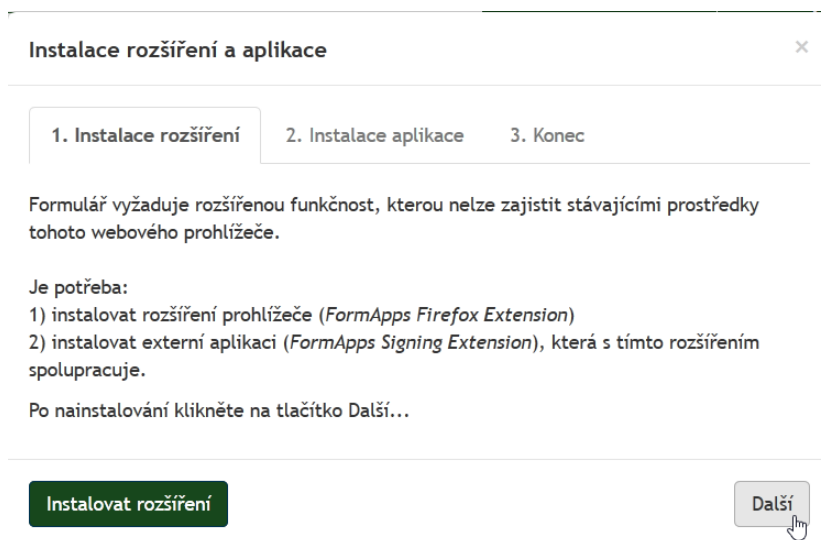 Instalace rozšíření a aplikace
×
1. Instalace rozšíření
2. Instalace aplikace
3. Konec
Formulář vyžaduje rozšířenou funkčnost, kterou nelze zajistit stávajícími prostředky
tohoto webového prohlížeče.
Je potřeba:
1) instalovat rozšíření prohlížeče (FormApps Firefox Extension)
2) instalovat externí aplikaci (FormApps Signing Extension), která s tímto rozšířením
spolupracuje.
Po nainstalování klikněte na tlačítko Další...
Instalovat rozšíření
Další